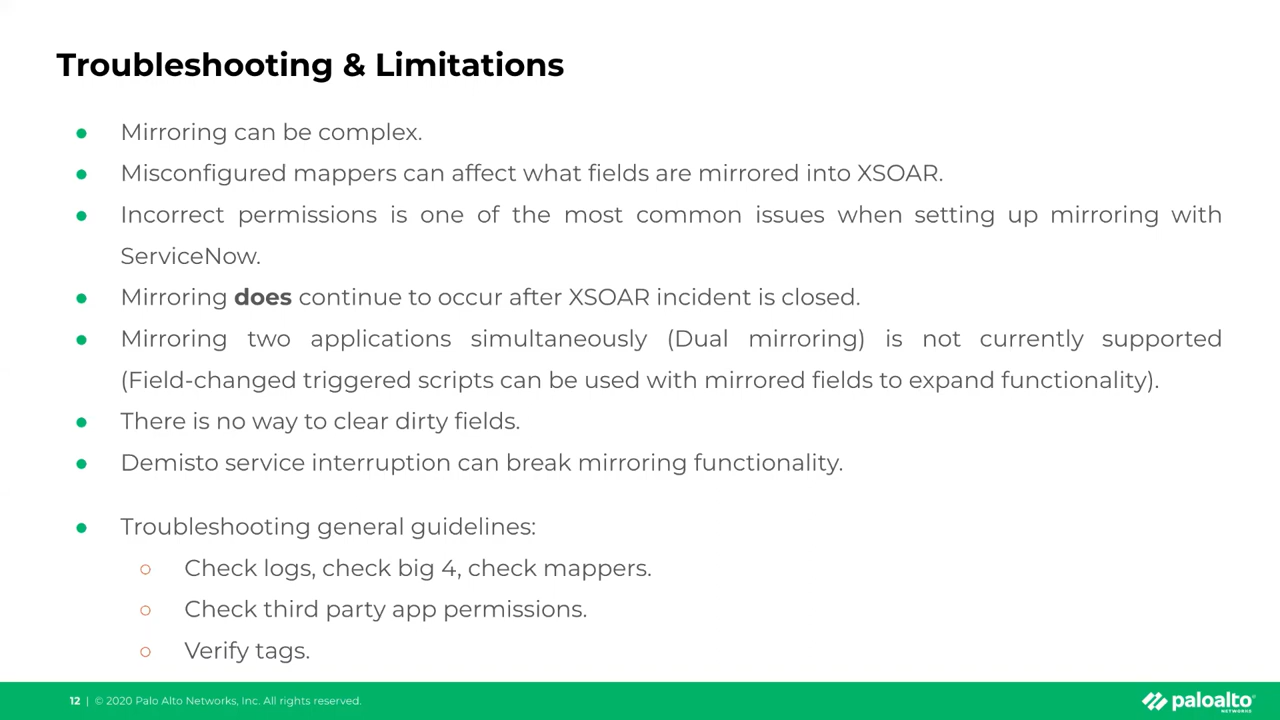 Troubleshooting & Limitations
● Mirroring can be complex.
● Misconfigured mappers can affect what fields are mirrored into XSOAR.
● Incorrect permissions is one of the most common issues when setting up mirroring with
ServiceNow.
● Mirroring does continue to occur after XSOAR incident is closed.
● Mirroring two applications simultaneously (Dual mirroring) is not currently supported
(Field-changed triggered scripts can be used with mirrored fields to expand functionality).
● There is no way to clear dirty fields.
● Demisto service interruption can break mirroring functionality.
● Troubleshooting general guidelines:
○ Check logs, check big 4, check mappers.
○ Check third party app permissions.
○ Verify tags.
12 | © 2020 Palo Alto Networks, Inc. All rights reserved.
paloalto
NETWORKS